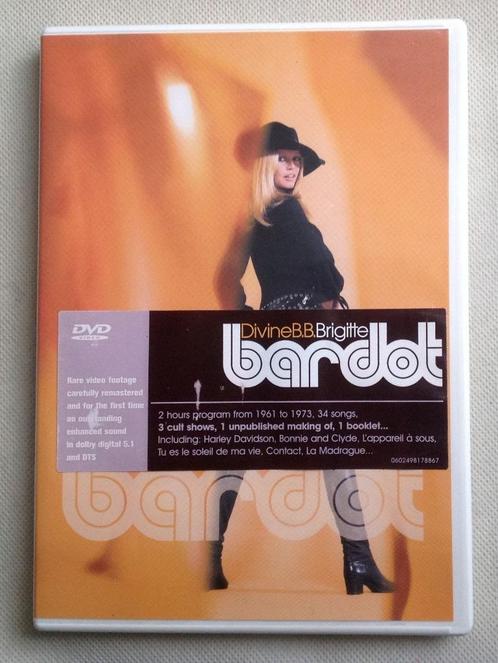 DVD
VIDEO
Rare video footage
carefully remastered
and for the first time
an outstanding
enhanced sound
in dolby digital 5.1
and DTS
DivineB.B.Brigitte
bardot
2 hours program from 1961 to 1973, 34 songs,
3 cult shows, 1 unpublished making of, 1 booklet...
Including: Harley Davidson, Bonnie and Clyde, L'appareil à sous,
Tu es le soleil de ma vie, Contact, La Madrague...
0602498178867
bardot